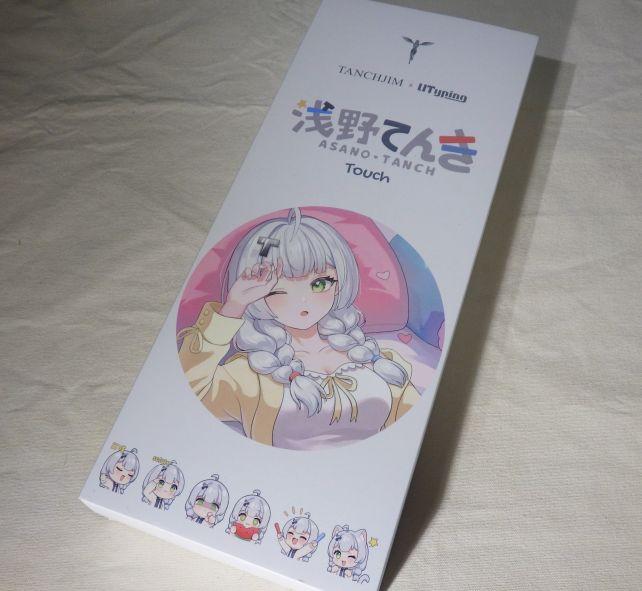 TANCHJIM × UTyping
浅野てんき
ASANO・TANCH
Touch
T